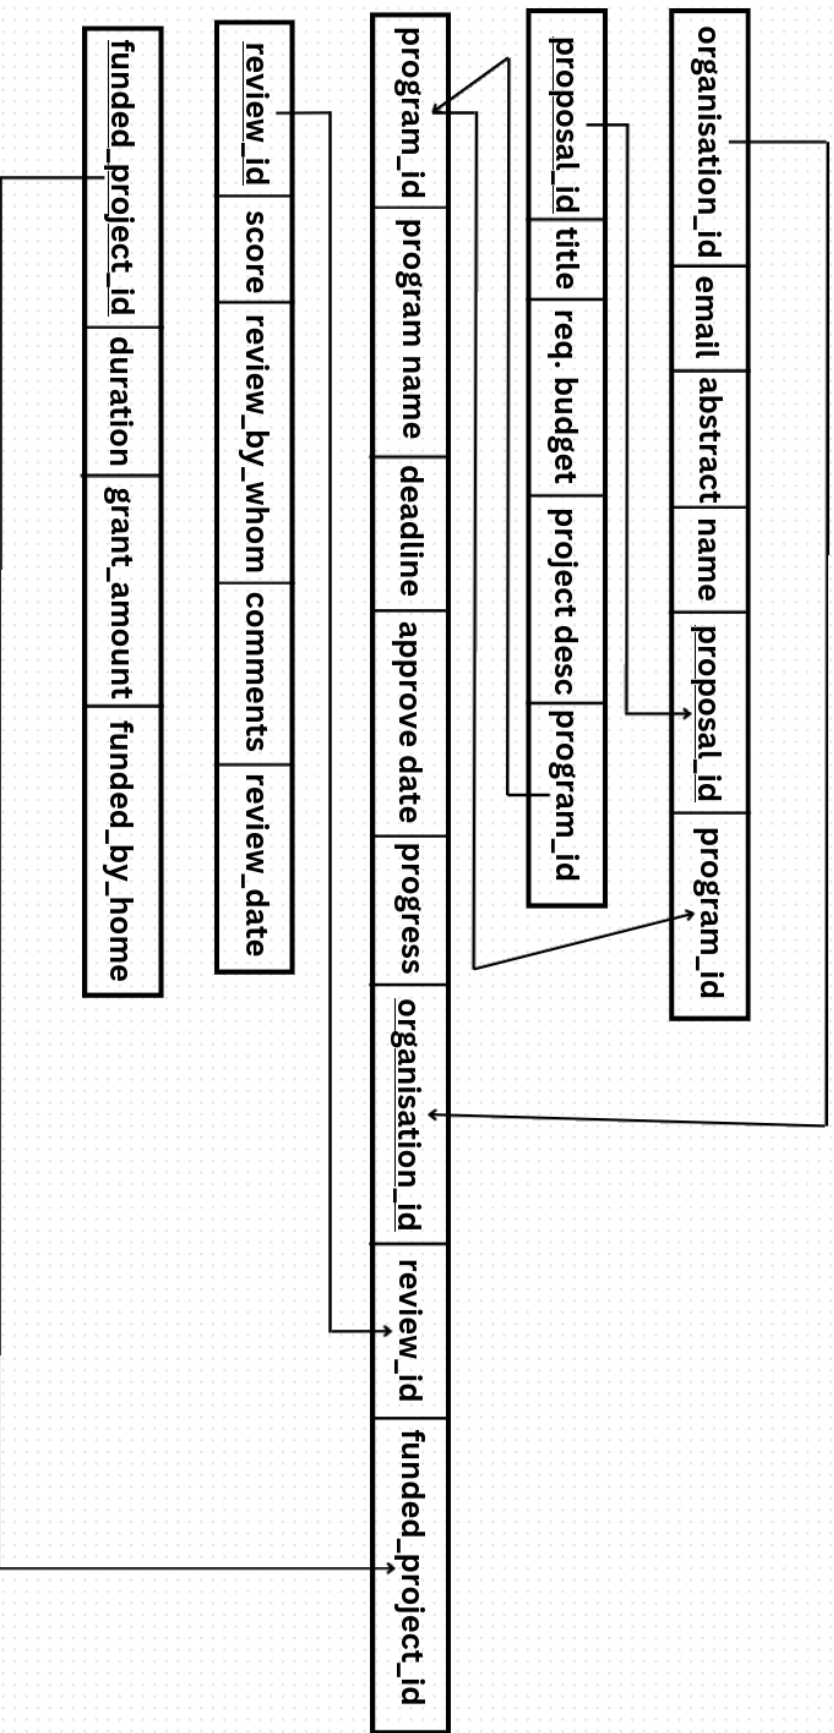 organisation_id email abstract name proposal_id program_id
proposal_id title req. budget project desc program_id
program_id program name deadline approve date progress organisation_id review_id funded_project_id
review_id score review_by_whom comments review_date
funded_project_id duration grant_amount funded_by_home